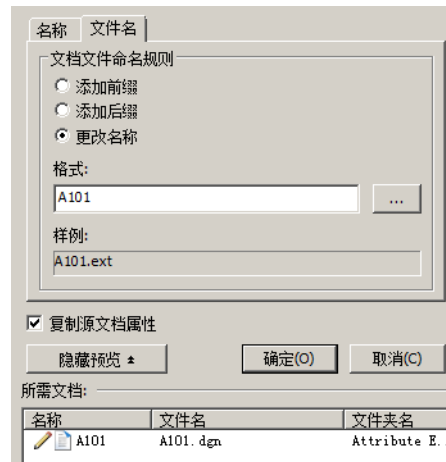 名称 文件名
文档文件命名规则
添加前缀
添加后缀
更改名称
格式:
A101
...
样例:
A101.ext
复制源文档属性
隐藏预览 确定(O) 取消(C)
所需文档:
名称 文件名 文件夹名
A101 A101.dgn Attribute E..